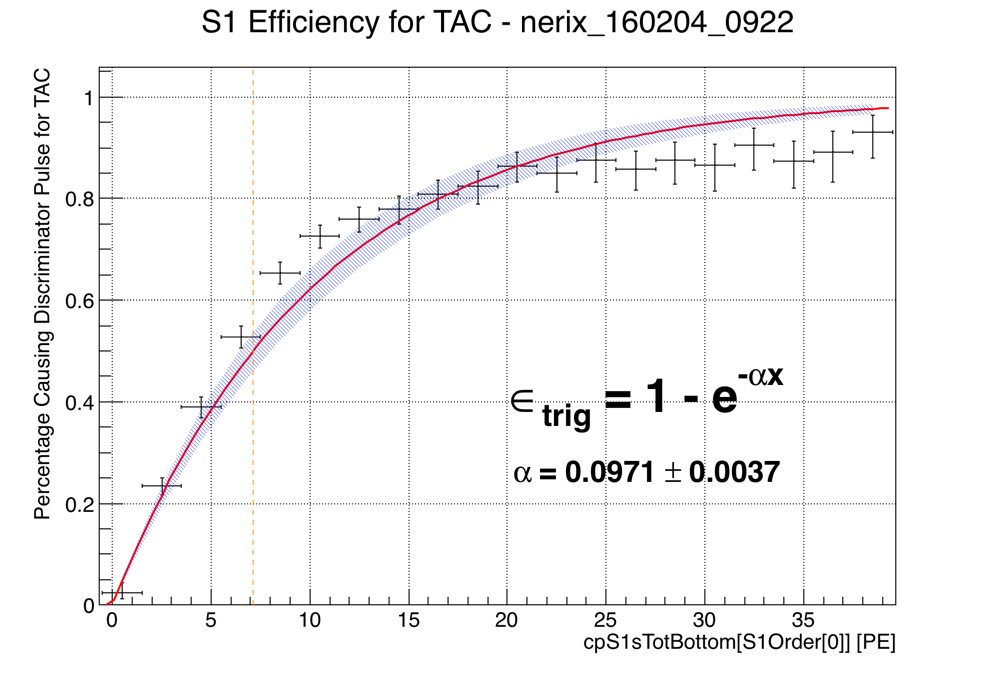 S1 Efficiency for TAC - nerix_160204_0922
Percentage Causing Discriminator Pulse for TAC
1
0.8
0.6
0.4
0.2
0
ϵ trig = 1 - e^-αx
α = 0.0971 ± 0.0037
0 5 10 15 20 25 30 35
cpS1sTotBottom[S1Order[0]] [PE]